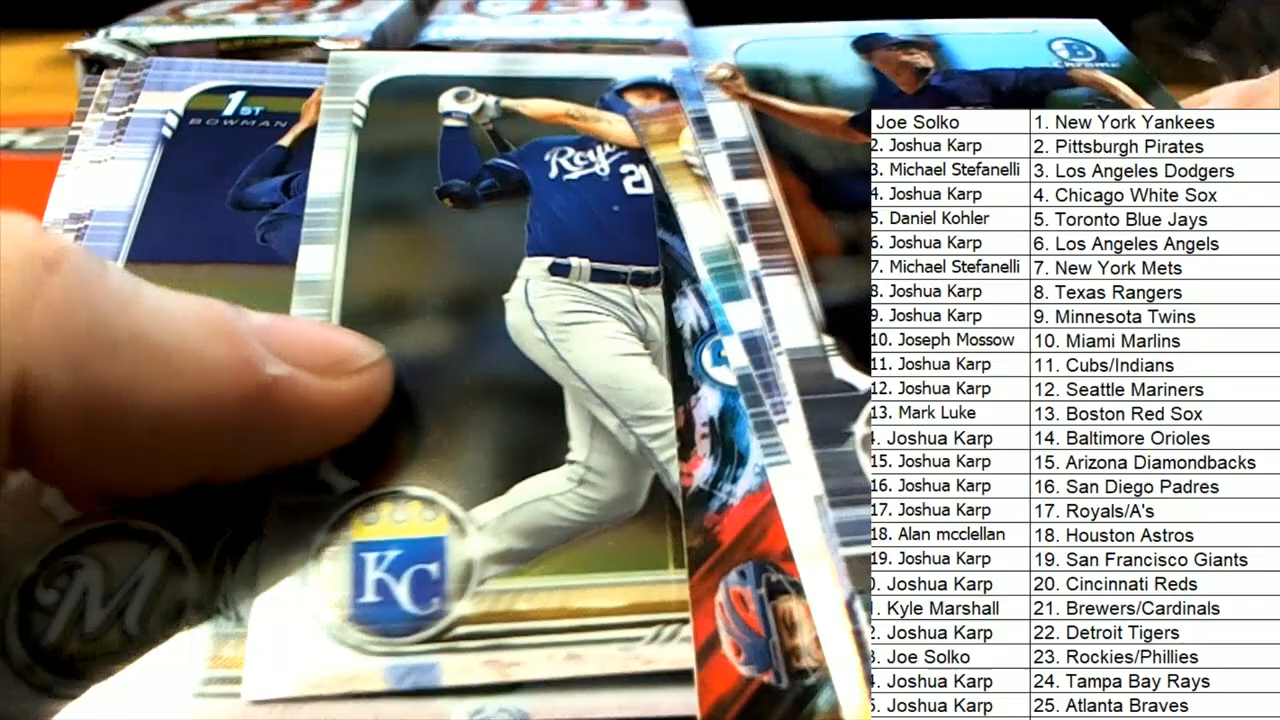 1ST
BOWMAN
Royals
21
KC
M
B
Chrome
Joe Solko 1. New York Yankees
2. Joshua Karp 2. Pittsburgh Pirates
3. Michael Stefanelli 3. Los Angeles Dodgers
4. Joshua Karp 4. Chicago White Sox
5. Daniel Kohler 5. Toronto Blue Jays
6. Joshua Karp 6. Los Angeles Angels
7. Michael Stefanelli 7. New York Mets
8. Joshua Karp 8. Texas Rangers
9. Joshua Karp 9. Minnesota Twins
10. Joseph Mossow 10. Miami Marlins
11. Joshua Karp 11. Cubs/Indians
12. Joshua Karp 12. Seattle Mariners
13. Mark Luke 13. Boston Red Sox
4. Joshua Karp 14. Baltimore Orioles
15. Joshua Karp 15. Arizona Diamondbacks
16. Joshua Karp 16. San Diego Padres
17. Joshua Karp 17. Royals/A's
18. Alan mcclellan 18. Houston Astros
19. Joshua Karp 19. San Francisco Giants
0. Joshua Karp 20. Cincinnati Reds
. Kyle Marshall 21. Brewers/Cardinals
2. Joshua Karp 22. Detroit Tigers
3. Joe Solko 23. Rockies/Phillies
4. Joshua Karp 24. Tampa Bay Rays
5. Joshua Karp 25. Atlanta Braves